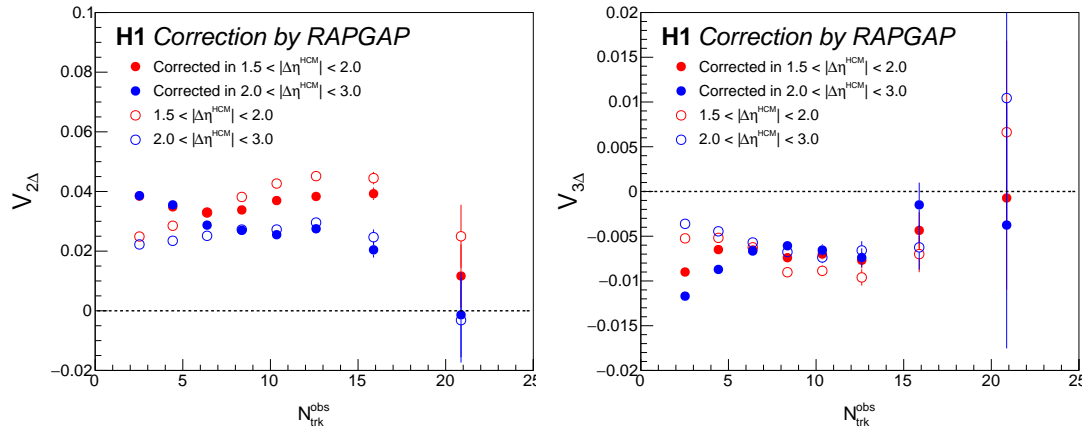 H1 Correction by RAPGAP
Corrected in 1.5 < |Δη^HCM| < 2.0
Corrected in 2.0 < |Δη^HCM| < 3.0
1.5 < |Δη^HCM| < 2.0
2.0 < |Δη^HCM| < 3.0
V_2Δ
0.1
0.08
0.06
0.04
0.02
0
−0.02
0 5 10 15 20 25
N_trk^obs
H1 Correction by RAPGAP
Corrected in 1.5 < |Δη^HCM| < 2.0
Corrected in 2.0 < |Δη^HCM| < 3.0
1.5 < |Δη^HCM| < 2.0
2.0 < |Δη^HCM| < 3.0
V_3Δ
0.02
0.015
0.01
0.005
0
−0.005
−0.01
−0.015
−0.02
0 5 10 15 20 25
N_trk^obs